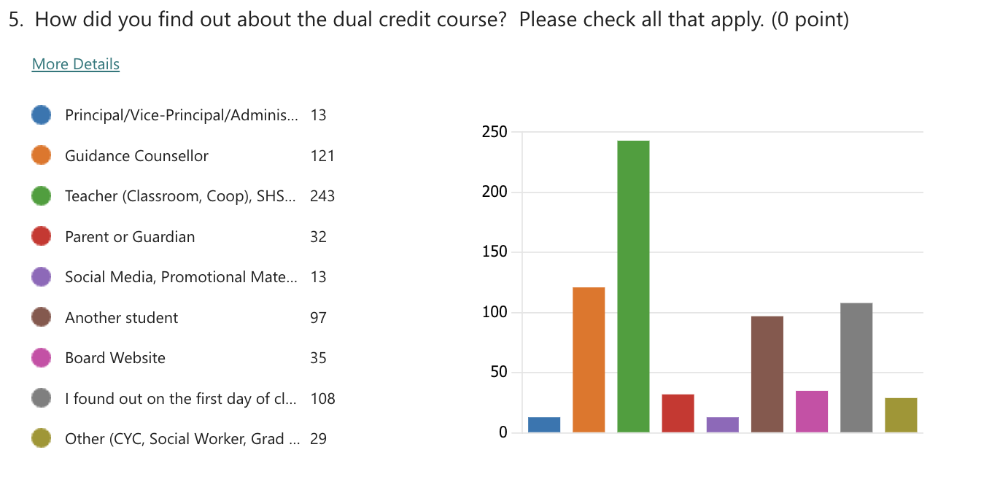 5. How did you find out about the dual credit course? Please check all that apply. (0 point)
More Details
Principal/Vice-Principal/Adminis... 13
Guidance Counsellor 121
Teacher (Classroom, Coop), SHS... 243
Parent or Guardian 32
Social Media, Promotional Mate... 13
Another student 97
Board Website 35
I found out on the first day of cl... 108
Other (CYC, Social Worker, Grad ... 29
250
200
150
100
50
0